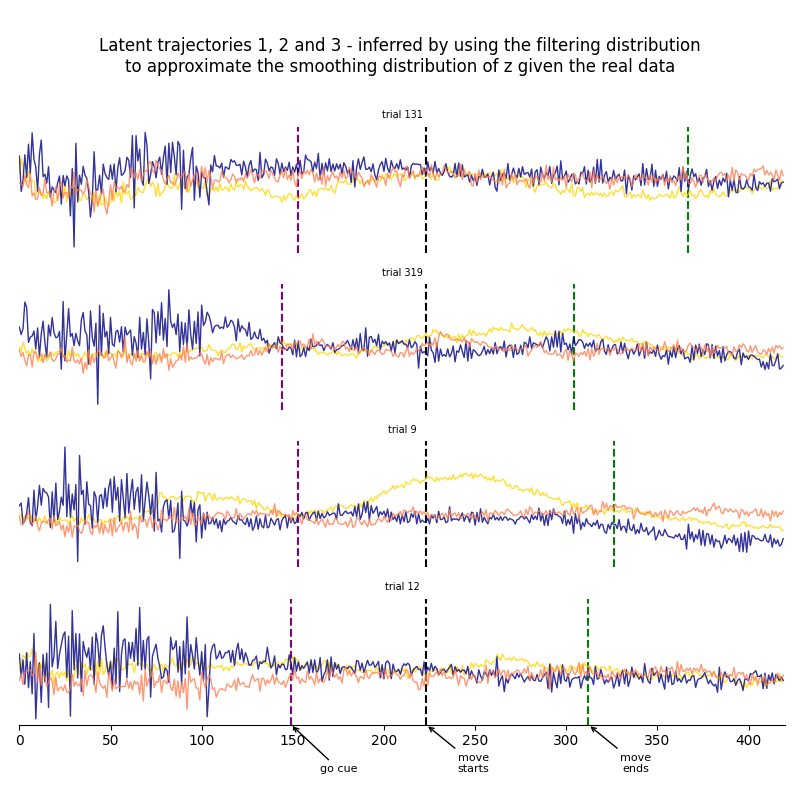 Latent trajectories 1, 2 and 3 - inferred by using the filtering distribution
to approximate the smoothing distribution of z given the real data
trial 131
trial 319
trial 9
trial 12
0 50 100 150 200 250 300 350 400
go cue
move
starts
move
ends